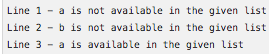 Line 1 - a is not available in the given list
Line 2 - b is not available in the given list
Line 3 - a is available in the given list